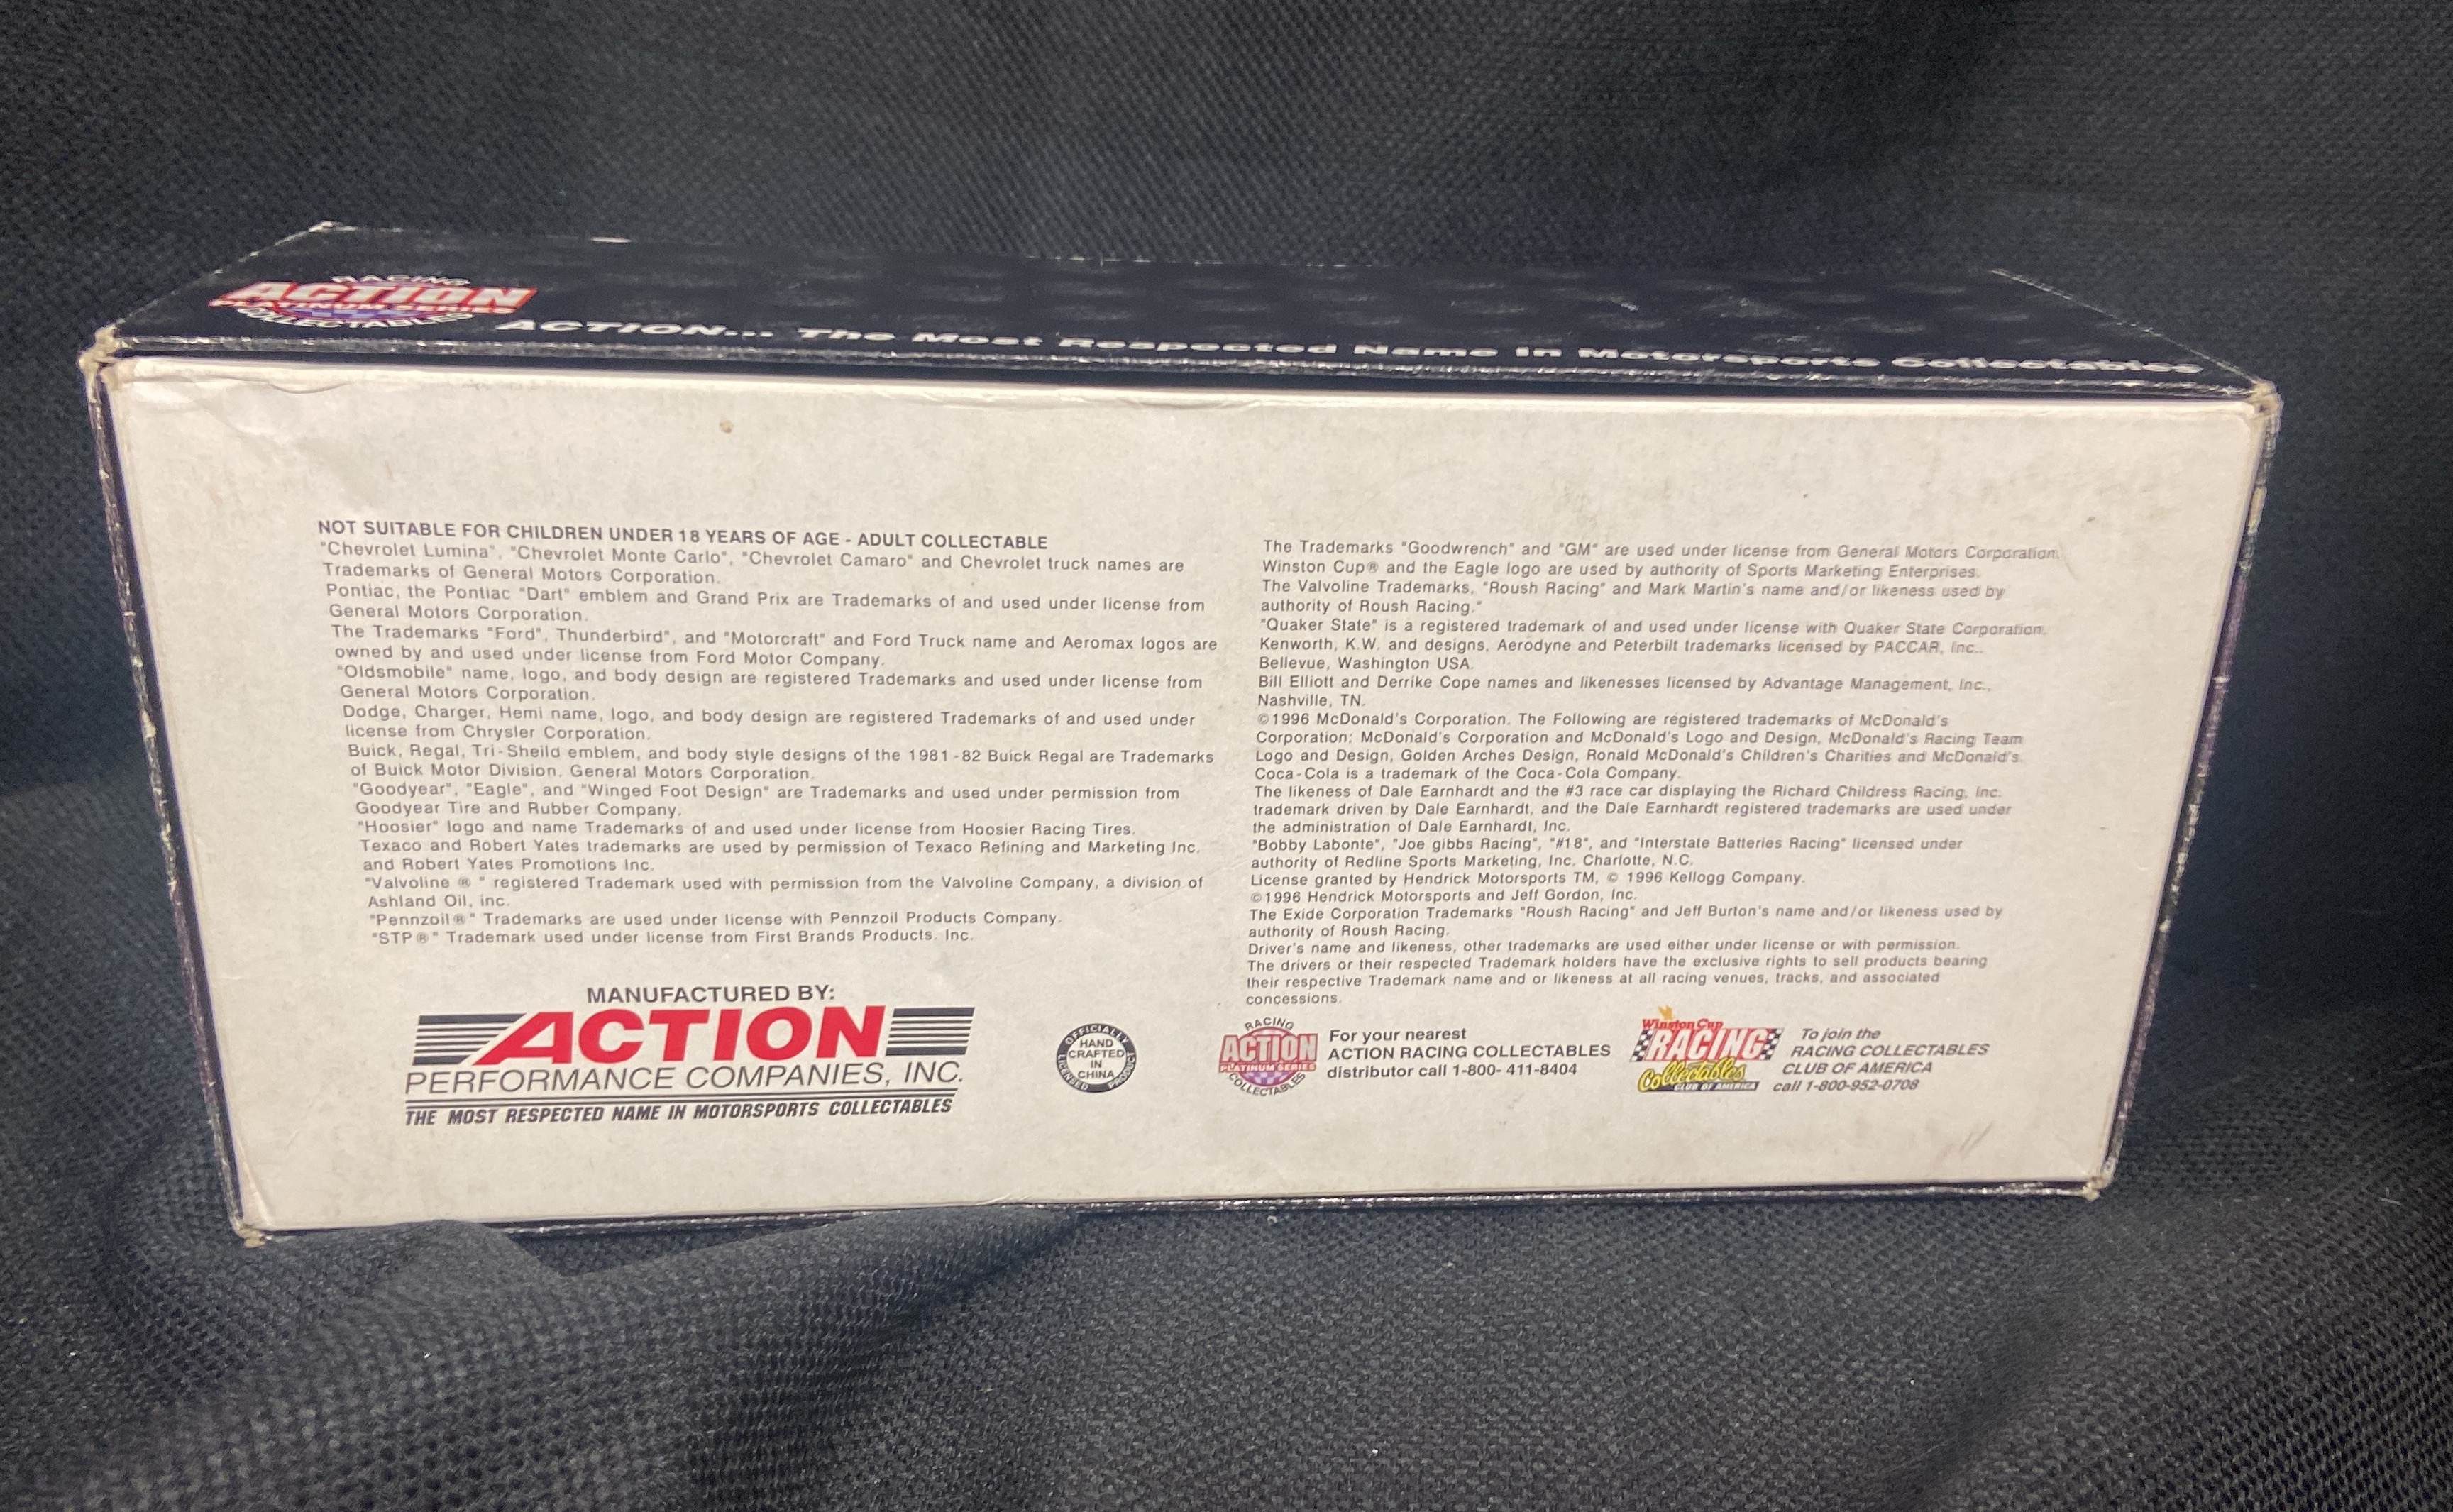 RACING
ACTION
PLATINUM SERIES
COLLECTABLES
ACTION... The Most Respected Name In Motorsports Collectables
NOT SUITABLE FOR CHILDREN UNDER 18 YEARS OF AGE - ADULT COLLECTABLE
"Chevrolet Lumina", "Chevrolet Monte Carlo", "Chevrolet Camaro" and Chevrolet truck names are
Trademarks of General Motors Corporation.
Pontiac, the Pontiac "Dart" emblem and Grand Prix are Trademarks of and used under license from
General Motors Corporation.
The Trademarks "Ford", Thunderbird", and "Motorcraft" and Ford Truck name and Aeromax logos are
owned by and used under license from Ford Motor Company.
"Oldsmobile" name, logo, and body design are registered Trademarks and used under license from
General Motors Corporation.
Dodge, Charger, Hemi name, logo, and body design are registered Trademarks of and used under
license from Chrysler Corporation.
Buick, Regal, Tri-Sheild emblem, and body style designs of the 1981-82 Buick Regal are Trademarks
of Buick Motor Division. General Motors Corporation.
"Goodyear", "Eagle", and "Winged Foot Design" are Trademarks and used under permission from
Goodyear Tire and Rubber Company.
"Hoosier" logo and name Trademarks of and used under license from Hoosier Racing Tires.
Texaco and Robert Yates trademarks are used by permission of Texaco Refining and Marketing Inc.
and Robert Yates Promotions Inc.
"Valvoline ® " registered Trademark used with permission from the Valvoline Company, a division of
Ashland Oil, inc.
"Pennzoil®" Trademarks are used under license with Pennzoil Products Company.
"STP®" Trademark used under license from First Brands Products. Inc.
MANUFACTURED BY:
ACTION
PERFORMANCE COMPANIES, INC.
THE MOST RESPECTED NAME IN MOTORSPORTS COLLECTABLES
OFFICIALLY LICENSED PRODUCT
HAND
CRAFTED
IN
CHINA
The Trademarks "Goodwrench" and "GM" are used under license from General Motors Corporation.
Winston Cup® and the Eagle logo are used by authority of Sports Marketing Enterprises.
The Valvoline Trademarks, "Roush Racing" and Mark Martin's name and/or likeness used by
authority of Roush Racing."
"Quaker State" is a registered trademark of and used under license with Quaker State Corporation.
Kenworth, K.W. and designs, Aerodyne and Peterbilt trademarks licensed by PACCAR, Inc..
Bellevue, Washington USA.
Bill Elliott and Derrike Cope names and likenesses licensed by Advantage Management, Inc.,
Nashville, TN.
©1996 McDonald's Corporation. The Following are registered trademarks of McDonald's
Corporation: McDonald's Corporation and McDonald's Logo and Design, McDonald's Racing Team
Logo and Design, Golden Arches Design, Ronald McDonald's Children's Charities and McDonald's.
Coca-Cola is a trademark of the Coca-Cola Company.
The likeness of Dale Earnhardt and the #3 race car displaying the Richard Childress Racing, Inc.
trademark driven by Dale Earnhardt, and the Dale Earnhardt registered trademarks are used under
the administration of Dale Earnhardt, Inc.
"Bobby Labonte", "Joe gibbs Racing", "#18", and "Interstate Batteries Racing" licensed under
authority of Redline Sports Marketing, Inc. Charlotte, N.C.
License granted by Hendrick Motorsports TM, © 1996 Kellogg Company.
©1996 Hendrick Motorsports and Jeff Gordon, Inc.
The Exide Corporation Trademarks "Roush Racing" and Jeff Burton's name and/or likeness used by
authority of Roush Racing.
Driver's name and likeness, other trademarks are used either under license or with permission.
The drivers or their respected Trademark holders have the exclusive rights to sell products bearing
their respective Trademark name and or likeness at all racing venues, tracks, and associated
concessions.
RACING
ACTION
PLATINUM SERIES
COLLECTABLES
For your nearest
ACTION RACING COLLECTABLES
distributor call 1-800- 411-8404
Winston Cup
RACING
Collectables
CLUB OF AMERICA
To join the
RACING COLLECTABLES
CLUB OF AMERICA
call 1-800-952-0708